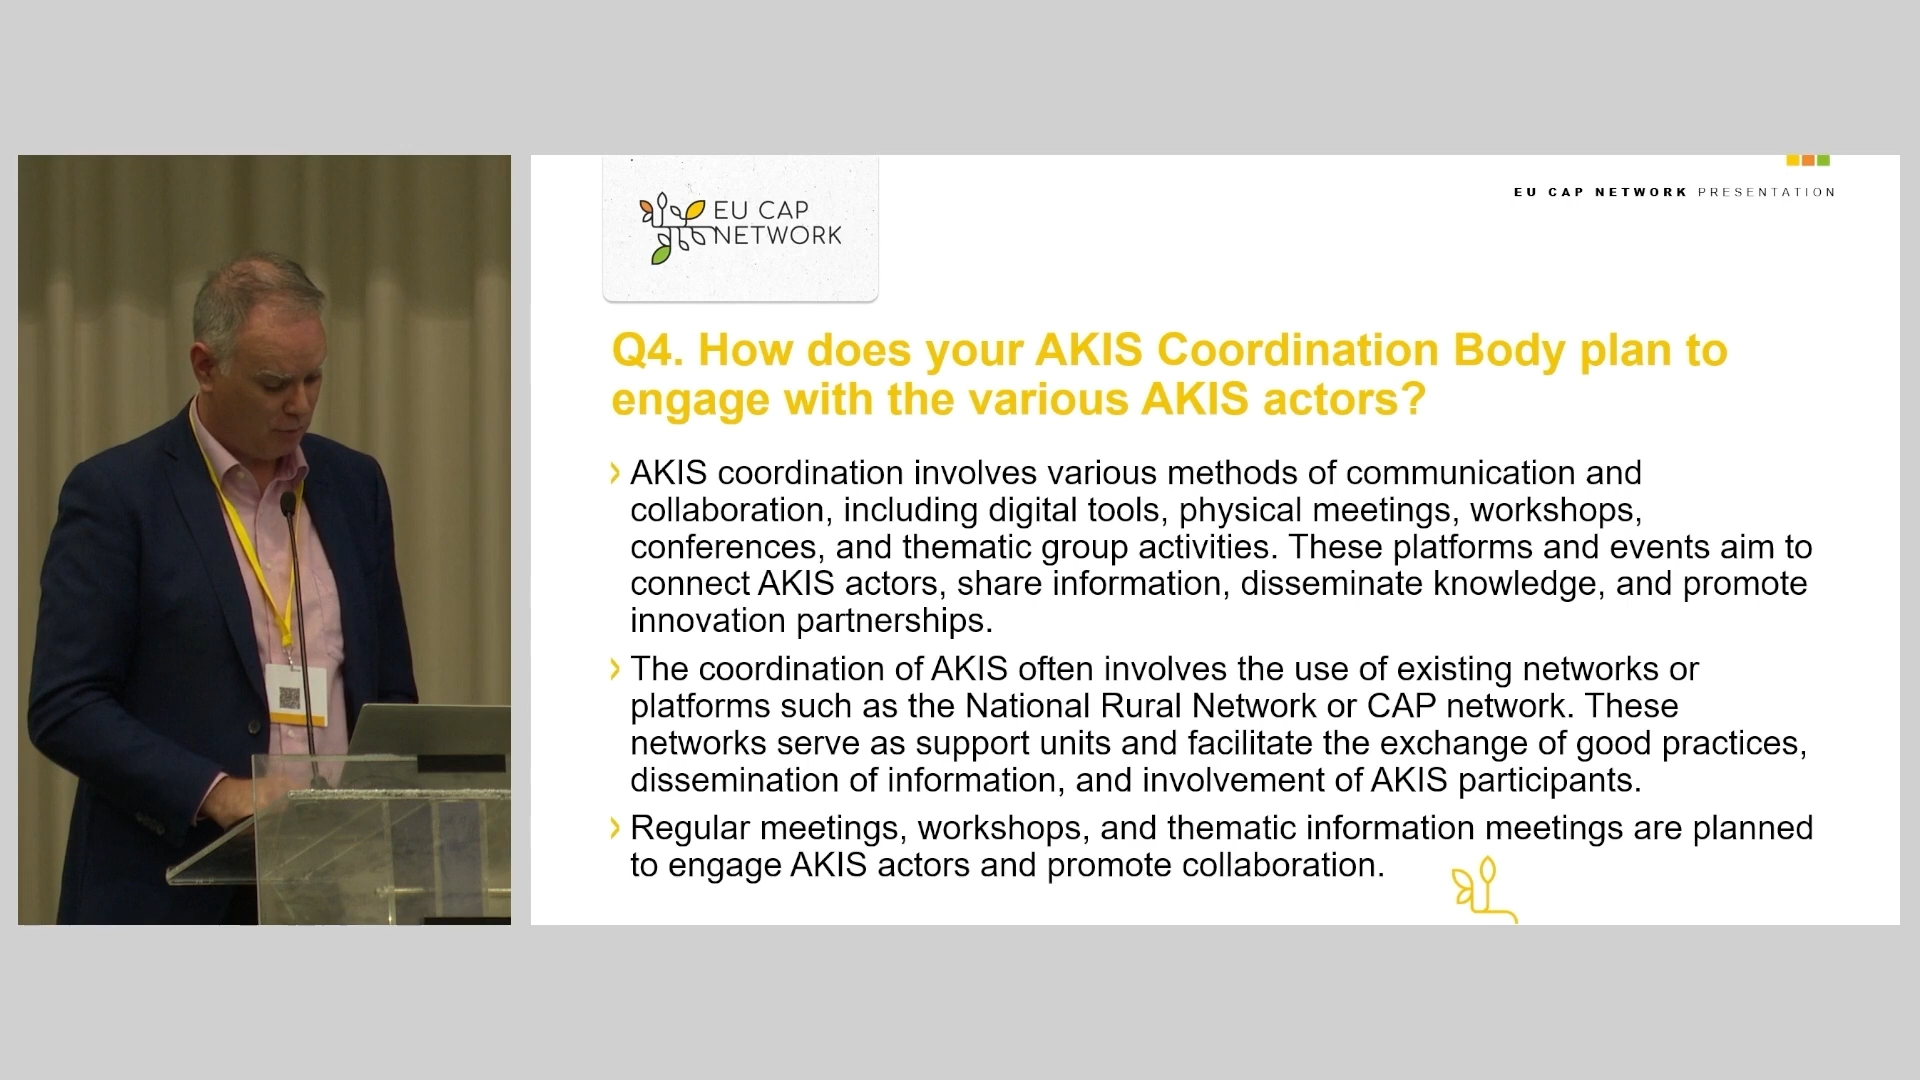 EU CAP
NETWORK
EU CAP NETWORK PRESENTATION
Q4. How does your AKIS Coordination Body plan to
engage with the various AKIS actors?
› AKIS coordination involves various methods of communication and
collaboration, including digital tools, physical meetings, workshops,
conferences, and thematic group activities. These platforms and events aim to
connect AKIS actors, share information, disseminate knowledge, and promote
innovation partnerships.
› The coordination of AKIS often involves the use of existing networks or
platforms such as the National Rural Network or CAP network. These
networks serve as support units and facilitate the exchange of good practices,
dissemination of information, and involvement of AKIS participants.
› Regular meetings, workshops, and thematic information meetings are planned
to engage AKIS actors and promote collaboration.